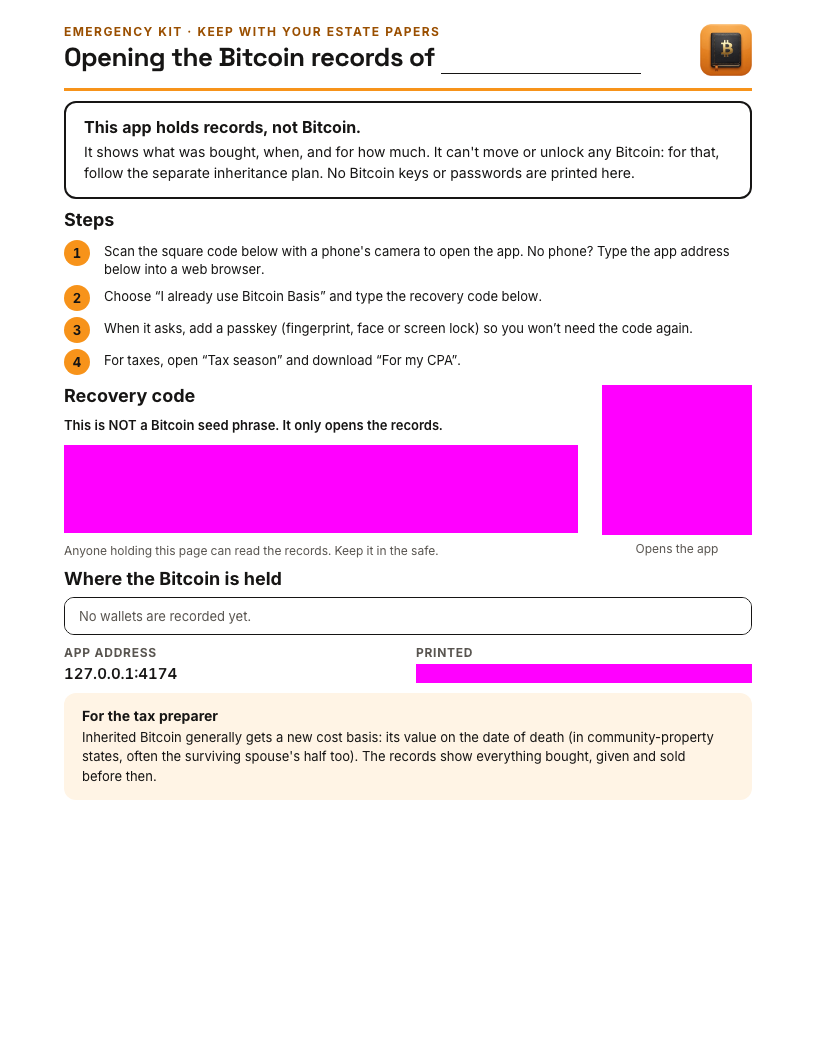 EMERGENCY KIT · KEEP WITH YOUR ESTATE PAPERS
Opening the Bitcoin records of
This app holds records, not Bitcoin.
It shows what was bought, when, and for how much. It can't move or unlock any Bitcoin: for that,
follow the separate inheritance plan. No Bitcoin keys or passwords are printed here.
Steps
1 Scan the square code below with a phone's camera to open the app. No phone? Type the app address
below into a web browser.
2 Choose “I already use Bitcoin Basis” and type the recovery code below.
3 When it asks, add a passkey (fingerprint, face or screen lock) so you won’t need the code again.
4 For taxes, open “Tax season” and download “For my CPA”.
Recovery code
This is NOT a Bitcoin seed phrase. It only opens the records.
Anyone holding this page can read the records. Keep it in the safe.
Opens the app
Where the Bitcoin is held
No wallets are recorded yet.
APP ADDRESS
127.0.0.1:4174
PRINTED
For the tax preparer
Inherited Bitcoin generally gets a new cost basis: its value on the date of death (in community-property
states, often the surviving spouse's half too). The records show everything bought, given and sold
before then.